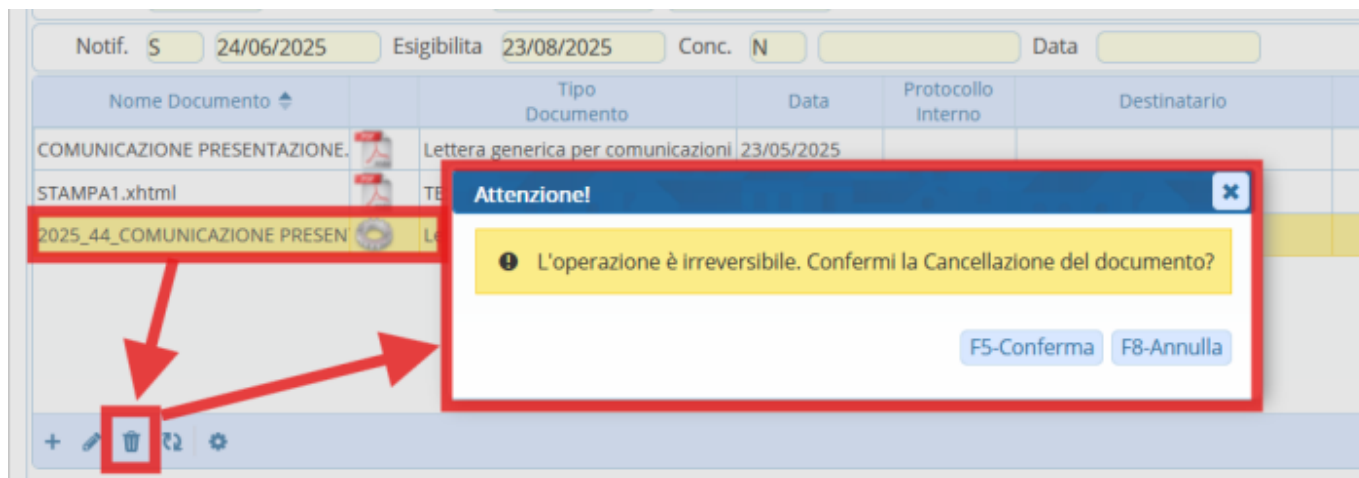 Notif. S 24/06/2025 Esigibilita 23/08/2025 Conc. N Data
Nome Documento Tipo Documento Data Protocollo Interno Destinatario
COMUNICAZIONE PRESENTAZIONE. Lettera generica per comunicazioni 23/05/2025
STAMPA1.xhtml TE
2025_44_COMUNICAZIONE PRESEN Le
Attenzione!
L'operazione è irreversibile. Confermi la Cancellazione del documento?
F5-Conferma F8-Annulla